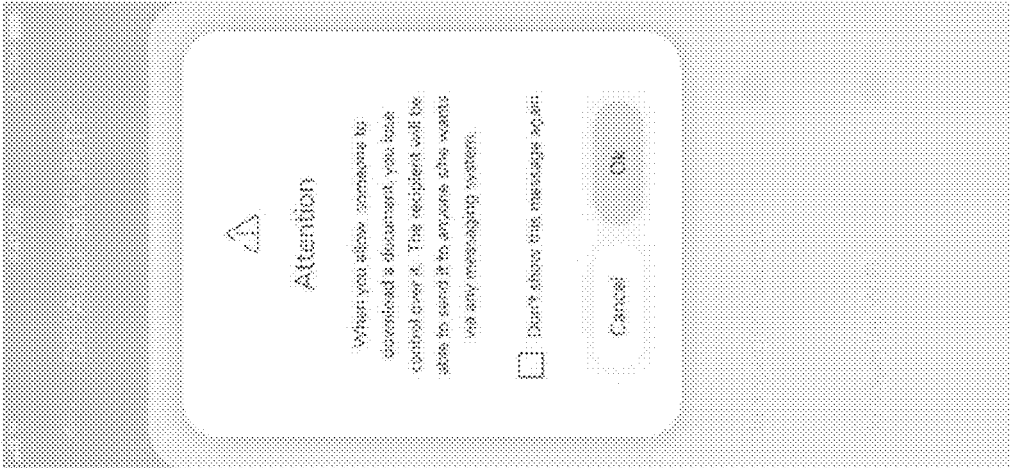 Attention
When you allow someone to
download a document, you lose
control over it. The recipient will be
able to send it to anyone she wants
via any messaging system.
Don't show this message again
Cancel
Ok